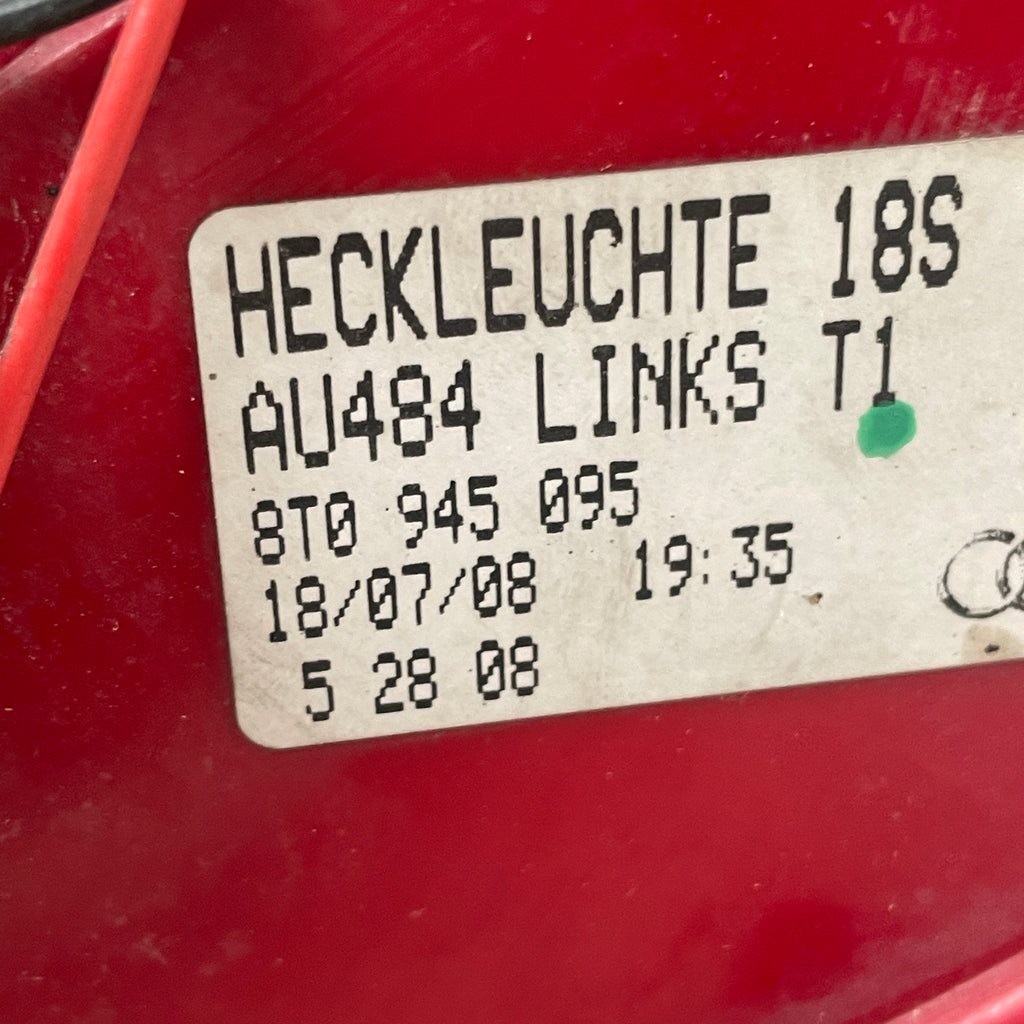 HECKLEUCHTE 18S
AU484 LINKS T1
8T0 945 095
18/07/08 19:35
5 28 08